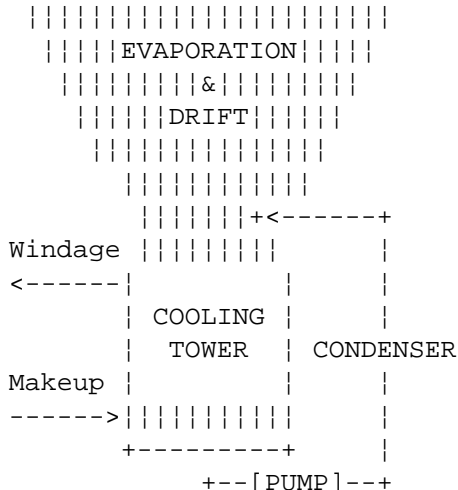 EVAPORATION
&
DRIFT
Windage
COOLING
TOWER CONDENSER
Makeup
[PUMP]